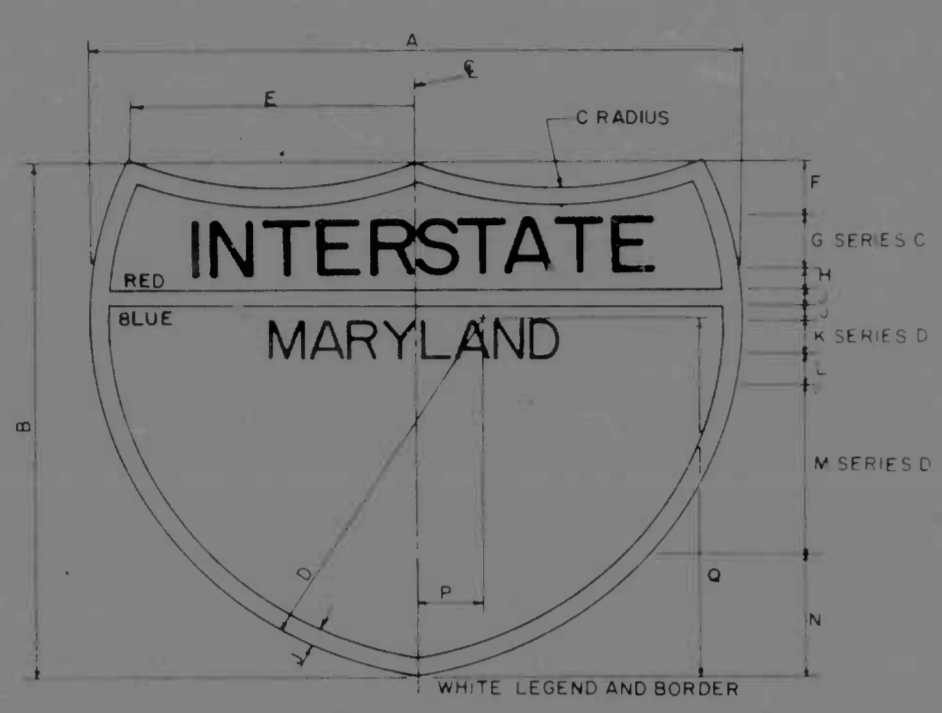 A
℄
E
C RADIUS
F
INTERSTATE
G SERIES C
H
RED
J
BLUE
MARYLAND
K SERIES D
L
B
M SERIES D
D
P
Q
N
WHITE LEGEND AND BORDER